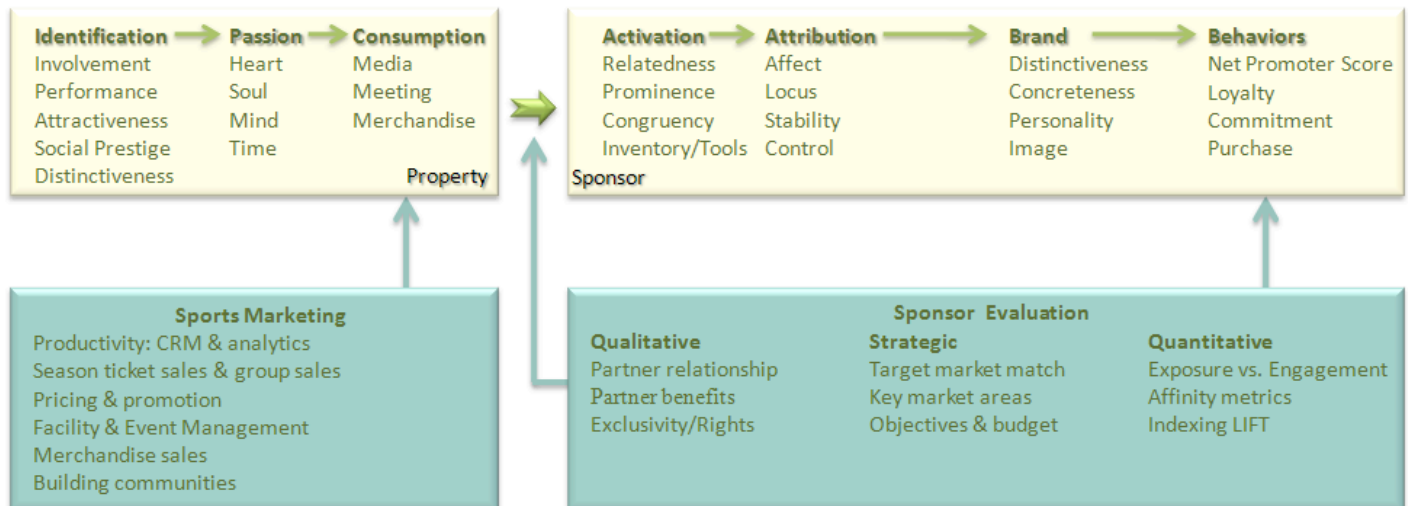 Identification Passion Consumption
Involvement Heart Media
Performance Soul Meeting
Attractiveness Mind Merchandise
Social Prestige Time
Distinctiveness Property
Activation Attribution Brand Behaviors
Relatedness Affect Distinctiveness Net Promoter Score
Prominence Locus Concreteness Loyalty
Congruency Stability Personality Commitment
Inventory/Tools Control Image Purchase
Sponsor
Sports Marketing
Productivity: CRM & analytics
Season ticket sales & group sales
Pricing & promotion
Facility & Event Management
Merchandise sales
Building communities
Sponsor Evaluation
Qualitative Strategic Quantitative
Partner relationship Target market match Exposure vs. Engagement
Partner benefits Key market areas Affinity metrics
Exclusivity/Rights Objectives & budget Indexing LIFT